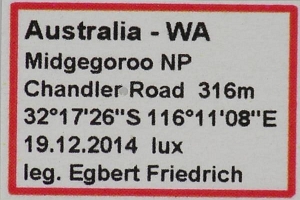 Australia - WA
Midgegoroo NP
Chandler Road 316m
32°17'26"S 116°11'08"E
19.12.2014 lux
leg. Egbert Friedrich